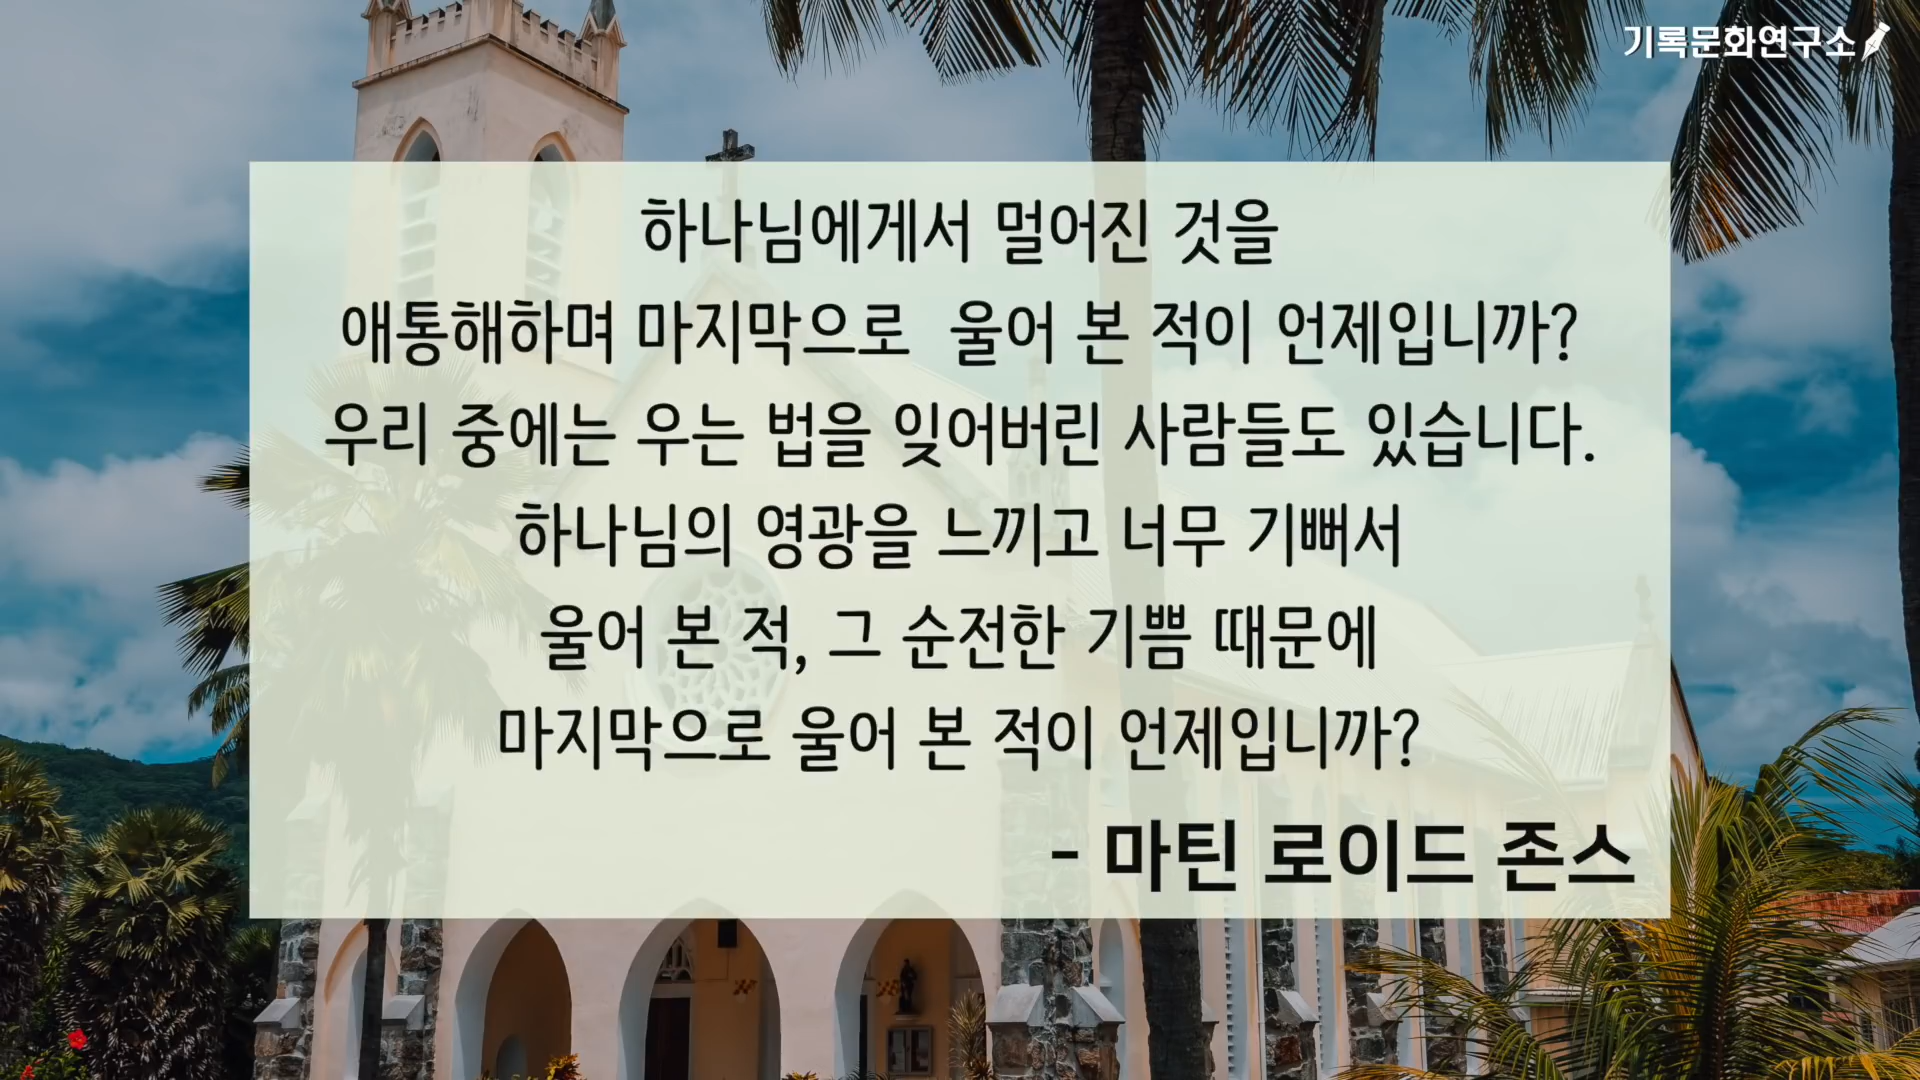 기록문화연구소
하나님에게서 멀어진 것을
애통해하며 마지막으로 울어 본 적이 언제입니까?
우리 중에는 우는 법을 잊어버린 사람들도 있습니다.
하나님의 영광을 느끼고 너무 기뻐서
울어 본 적, 그 순전한 기쁨 때문에
마지막으로 울어 본 적이 언제입니까?
- 마틴 로이드 존스